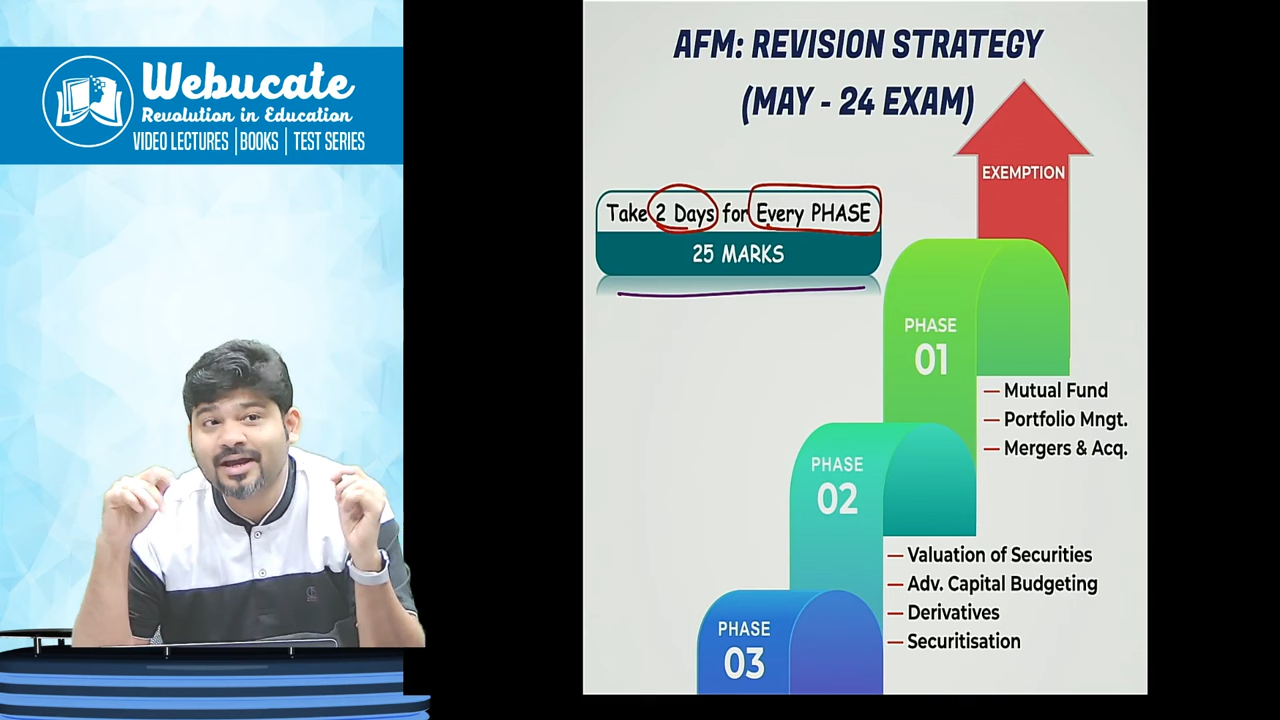 Webucate
Revolution in Education
VIDEO LECTURES | BOOKS | TEST SERIES
AFM: REVISION STRATEGY
(MAY - 24 EXAM)
EXEMPTION
Take 2 Days for Every PHASE
25 MARKS
PHASE
01
— Mutual Fund
— Portfolio Mngt.
— Mergers & Acq.
PHASE
02
— Valuation of Securities
— Adv. Capital Budgeting
— Derivatives
— Securitisation
PHASE
03